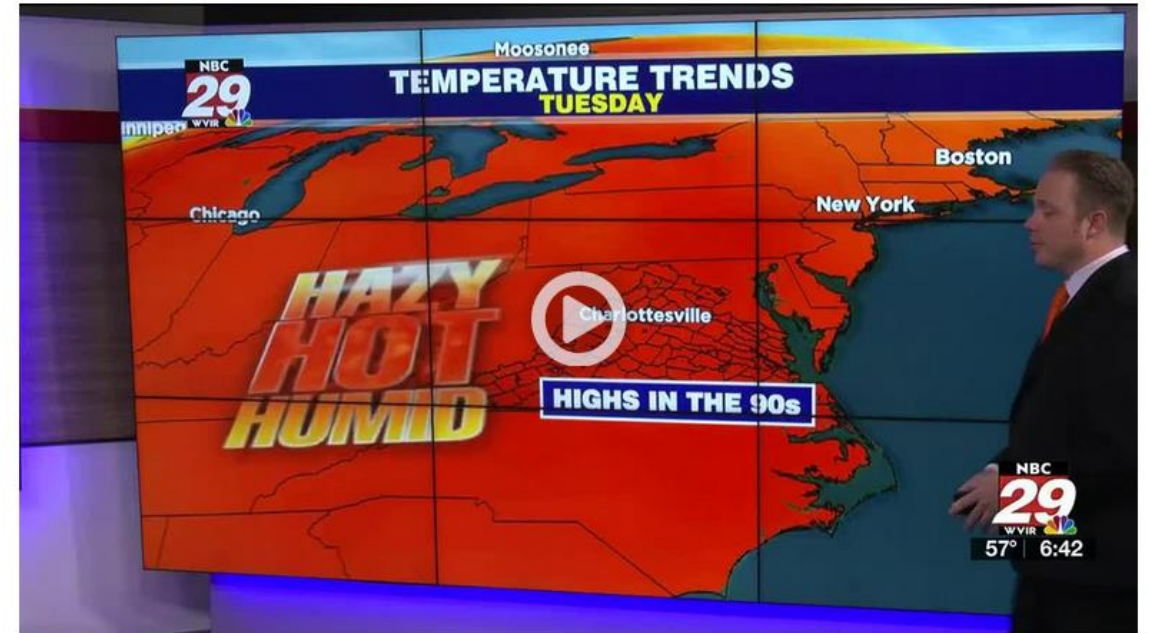 Moosonee
NBC
29
WVIR
TEMPERATURE TRENDS
TUESDAY
innipeg
Boston
New York
Chicago
HAZY
HOT
HUMID
Charlottesville
HIGHS IN THE 90s
NBC
29
WVIR
57° 6:42